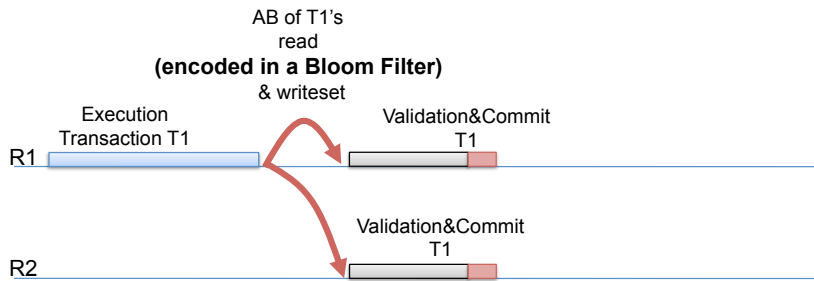 AB of T1's
read
(encoded in a Bloom Filter)
& writeset
Execution
Transaction T1
Validation&Commit
T1
R1
Validation&Commit
T1
R2